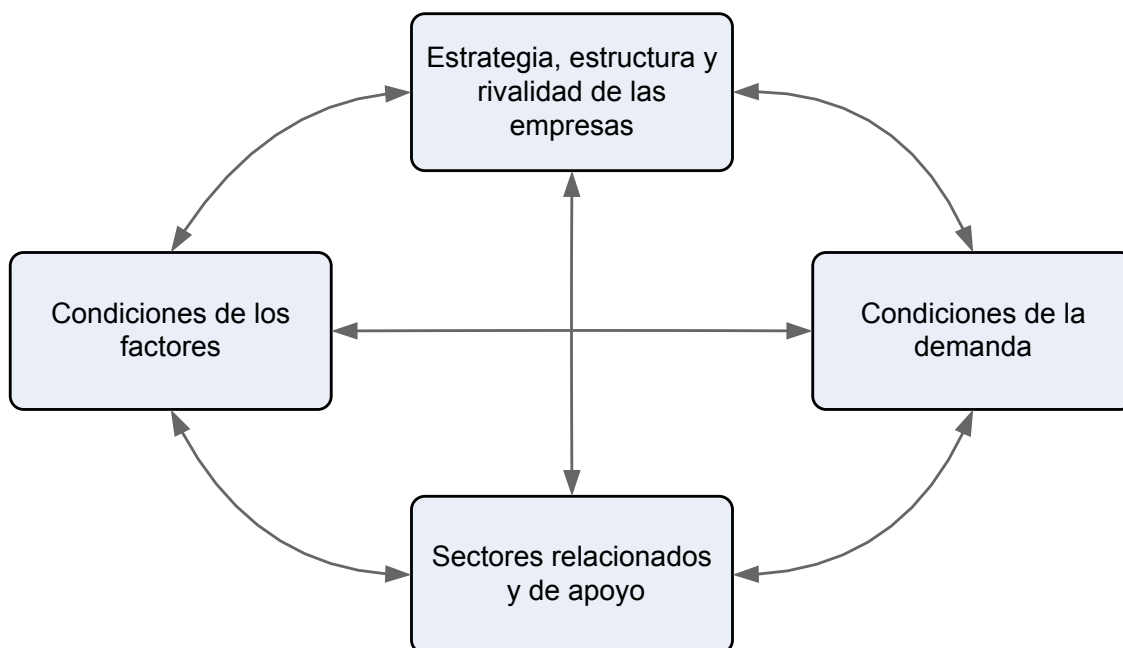 Estrategia, estructura y
rivalidad de las
empresas
Condiciones de los
factores
Condiciones de la
demanda
Sectores relacionados
y de apoyo